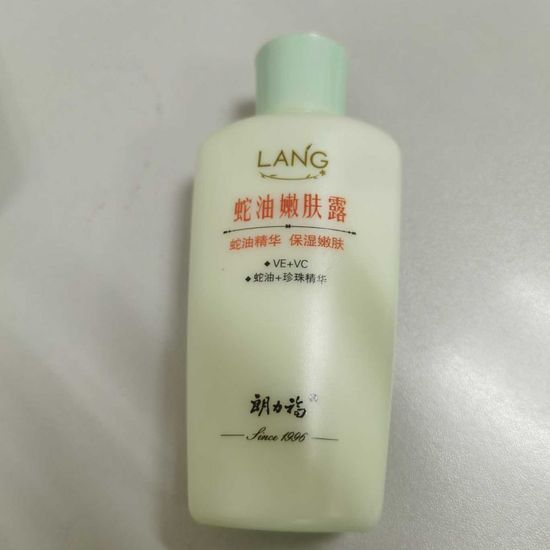 LANG
蛇油嫩肤露
蛇油精华 保湿嫩肤
◆VE+VC
◆蛇油+珍珠精华
朗力福
Since 1996